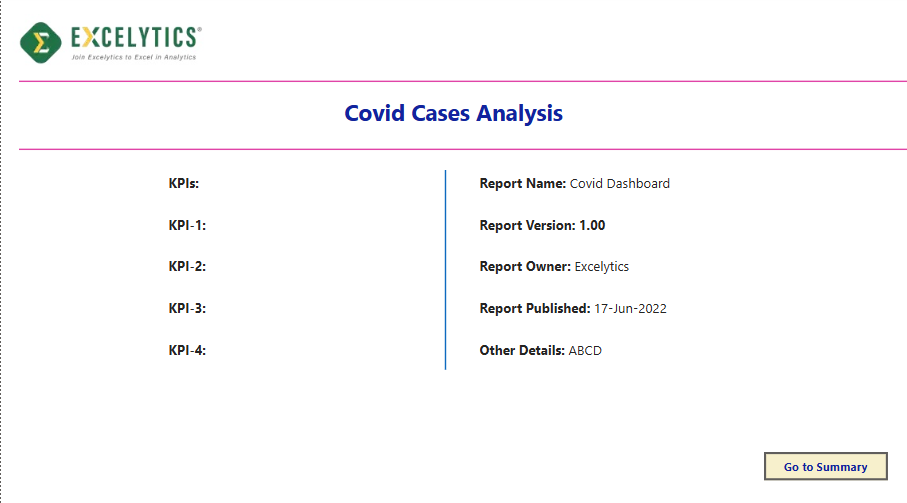 EXCELYTICS®
Join Excelytics to Excel in Analytics
Covid Cases Analysis
KPIs:
KPI-1:
KPI-2:
KPI-3:
KPI-4:
Report Name: Covid Dashboard
Report Version: 1.00
Report Owner: Excelytics
Report Published: 17-Jun-2022
Other Details: ABCD
Go to Summary